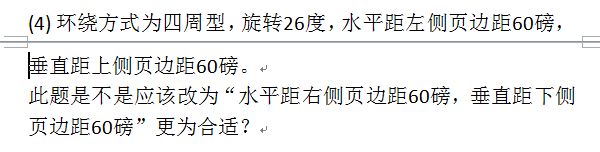 (4) 环绕方式为四周型，旋转26度，水平距左侧页边距60磅，
垂直距上侧页边距60磅。
此题是不是应该改为“水平距右侧页边距60磅，垂直距下侧
页边距60磅”更为合适？